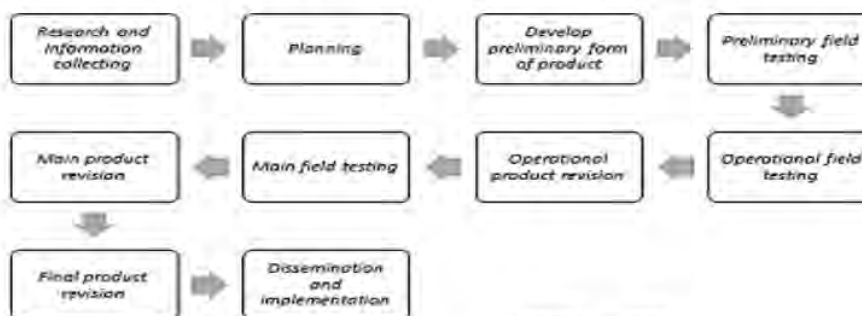 Research and
information
collecting
Planning
Develop
preliminary form
of product
Preliminary field
testing
Operational field
testing
Operational
product revision
Main field testing
Main product
revision
Final product
revision
Dissemination
and
implementation